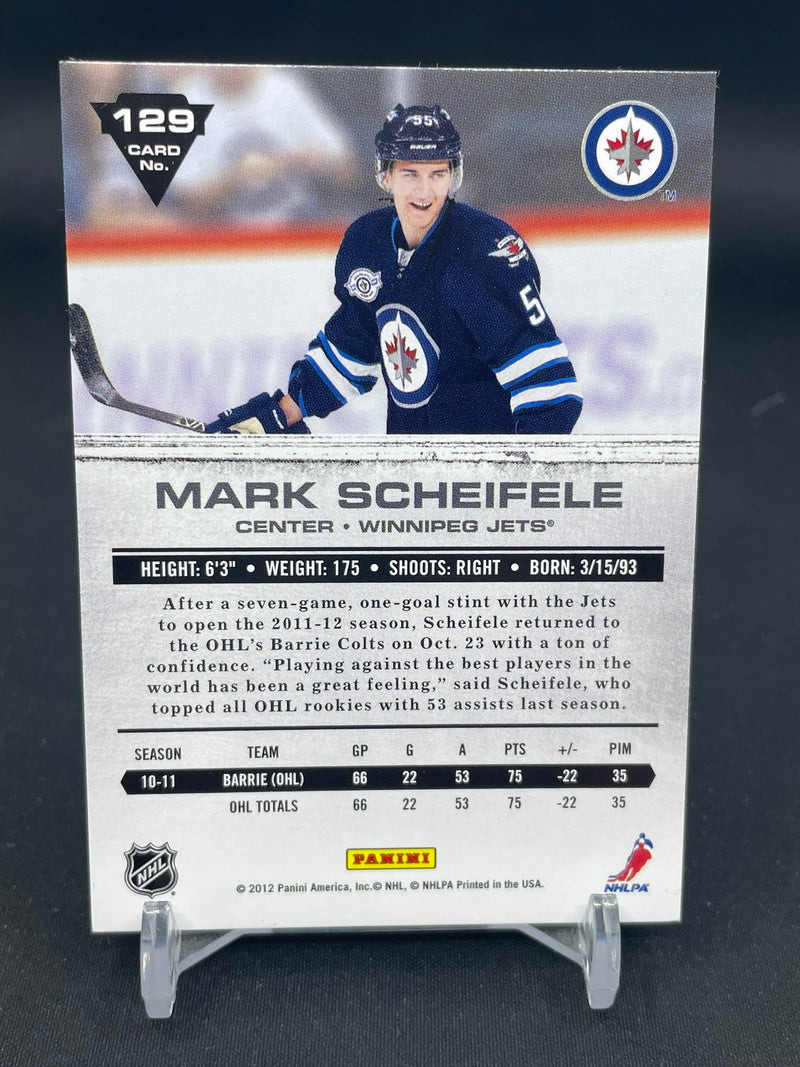 129
CARD
No.
55
BAUER
TM
5
MARK SCHEIFELE
CENTER • WINNIPEG JETS®
HEIGHT: 6'3" • WEIGHT: 175 • SHOOTS: RIGHT • BORN: 3/15/93
After a seven-game, one-goal stint with the Jets
to open the 2011-12 season, Scheifele returned to
the OHL's Barrie Colts on Oct. 23 with a ton of
confidence. “Playing against the best players in the
world has been a great feeling,” said Scheifele, who
topped all OHL rookies with 53 assists last season.
SEASON TEAM GP G A PTS +/- PIM
10-11 BARRIE (OHL) 66 22 53 75 -22 35
OHL TOTALS 66 22 53 75 -22 35
PANINI
NHL
NHLPA
© 2012 Panini America, Inc.© NHL, © NHLPA Printed in the USA.